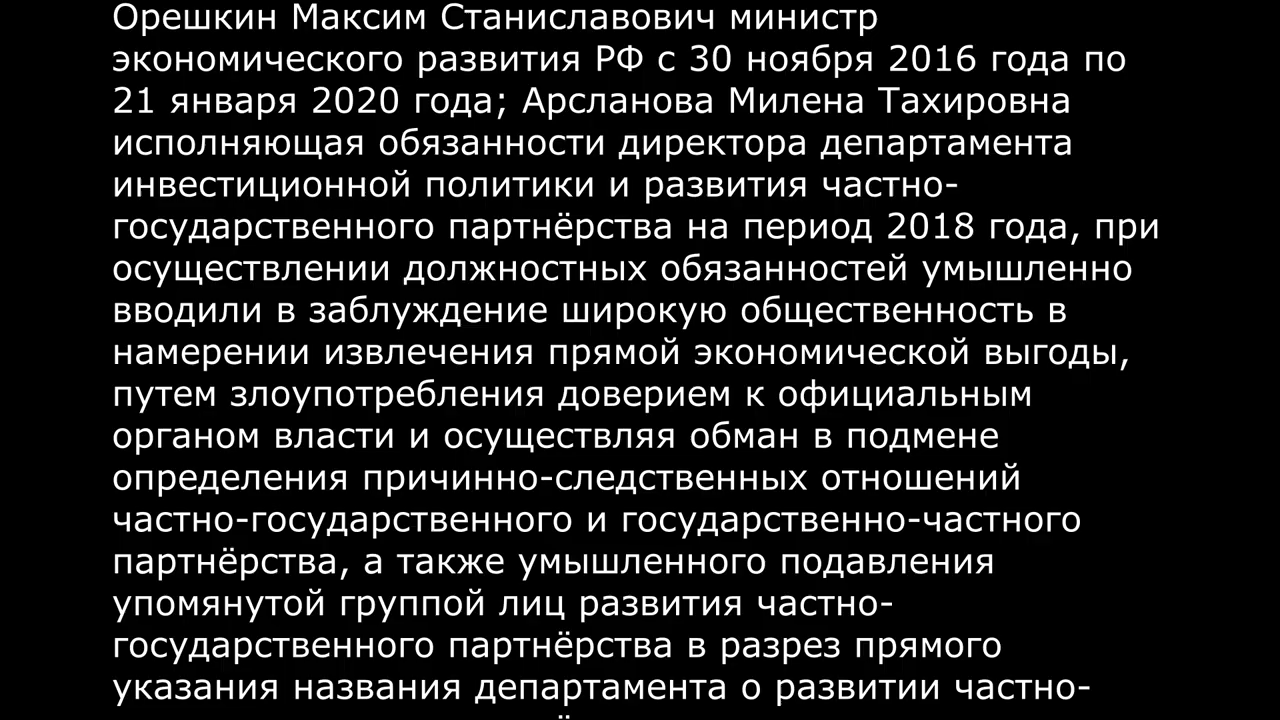 Орешкин Максим Станиславович министр
экономического развития РФ с 30 ноября 2016 года по
21 января 2020 года; Арсланова Милена Тахировна
исполняющая обязанности директора департамента
инвестиционной политики и развития частно-
государственного партнёрства на период 2018 года, при
осуществлении должностных обязанностей умышленно
вводили в заблуждение широкую общественность в
намерении извлечения прямой экономической выгоды,
путем злоупотребления доверием к официальным
органом власти и осуществляя обман в подмене
определения причинно-следственных отношений
частно-государственного и государственно-частного
партнёрства, а также умышленного подавления
упомянутой группой лиц развития частно-
государственного партнёрства в разрез прямого
указания названия департамента о развитии частно-